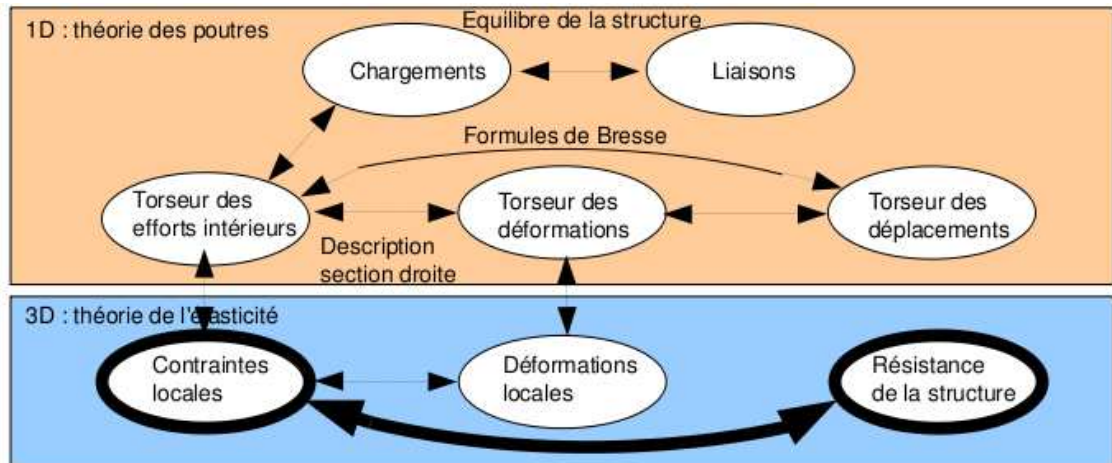 Equilibre de la structure
1D : théorie des poutres
Chargements
Liaisons
Formules de Bresse
Torseur des
efforts intérieurs
Torseur des
déformations
Torseur des
déplacements
Description
section droite
3D : théorie de l'élasticité
Contraintes
locales
Déformations
locales
Résistance
de la structure